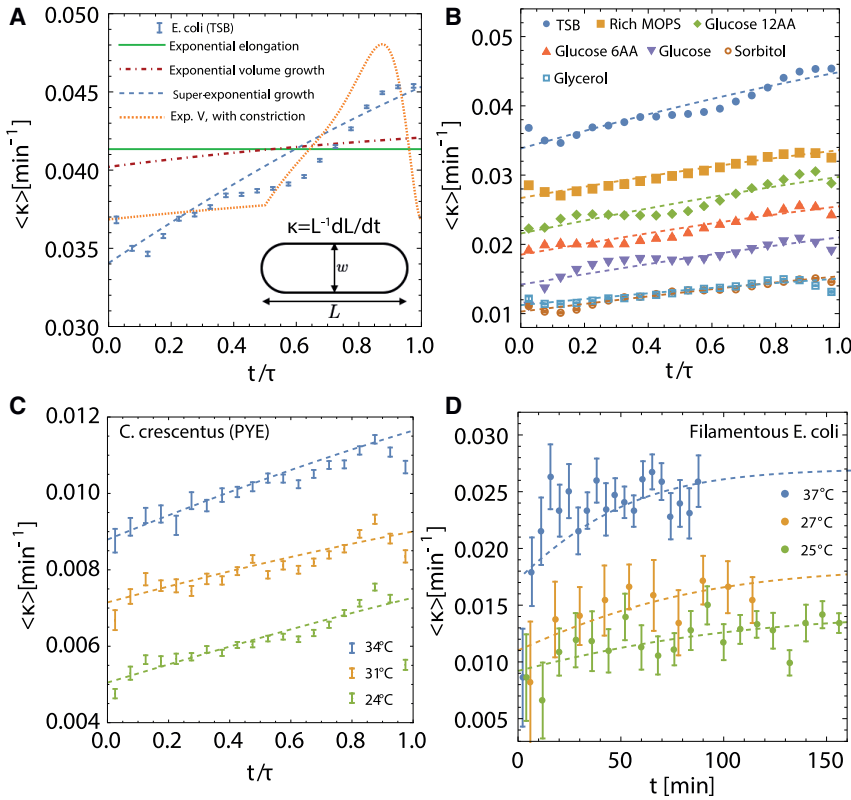 A
E. coli (TSB)
Exponential elongation
Exponential volume growth
Super-exponential growth
Exp. V, with constriction
<κ>[min⁻¹]
0.050
0.045
0.040
0.035
0.030
κ=L⁻¹dL/dt
w
L
0.0 0.2 0.4 0.6 0.8 1.0
t/τ
B
TSB Rich MOPS Glucose 12AA
Glucose 6AA Glucose Sorbitol
Glycerol
<κ>[min⁻¹]
0.05
0.04
0.03
0.02
0.01
0.0 0.2 0.4 0.6 0.8 1.0
t/τ
C
C. crescentus (PYE)
<κ>[min⁻¹]
0.012
0.010
0.008
0.006
0.004
34°C
31°C
24°C
0.0 0.2 0.4 0.6 0.8 1.0
t/τ
D
Filamentous E. coli
<κ>[min⁻¹]
0.030
0.025
0.020
0.015
0.010
0.005
37°C
27°C
25°C
0 50 100 150
t [min]